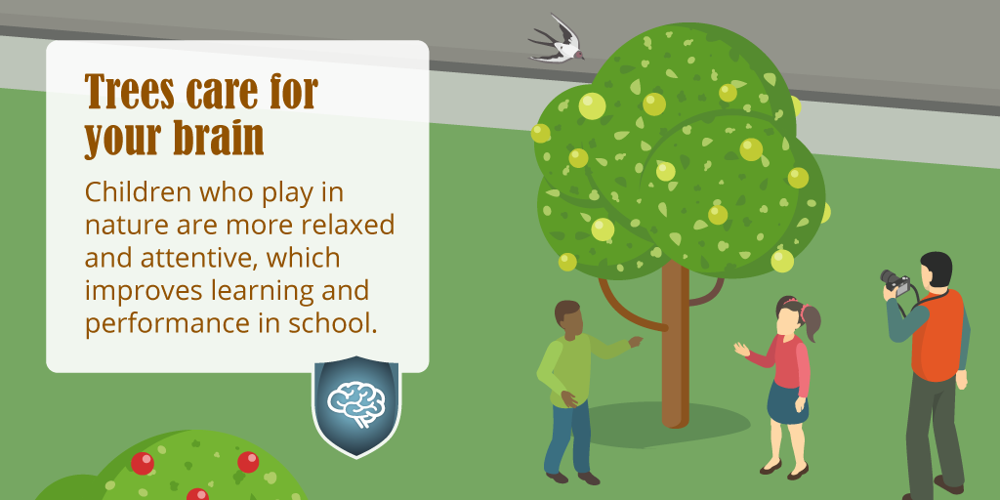 Trees care for
your brain
Children who play in
nature are more relaxed
and attentive, which
improves learning and
performance in school.